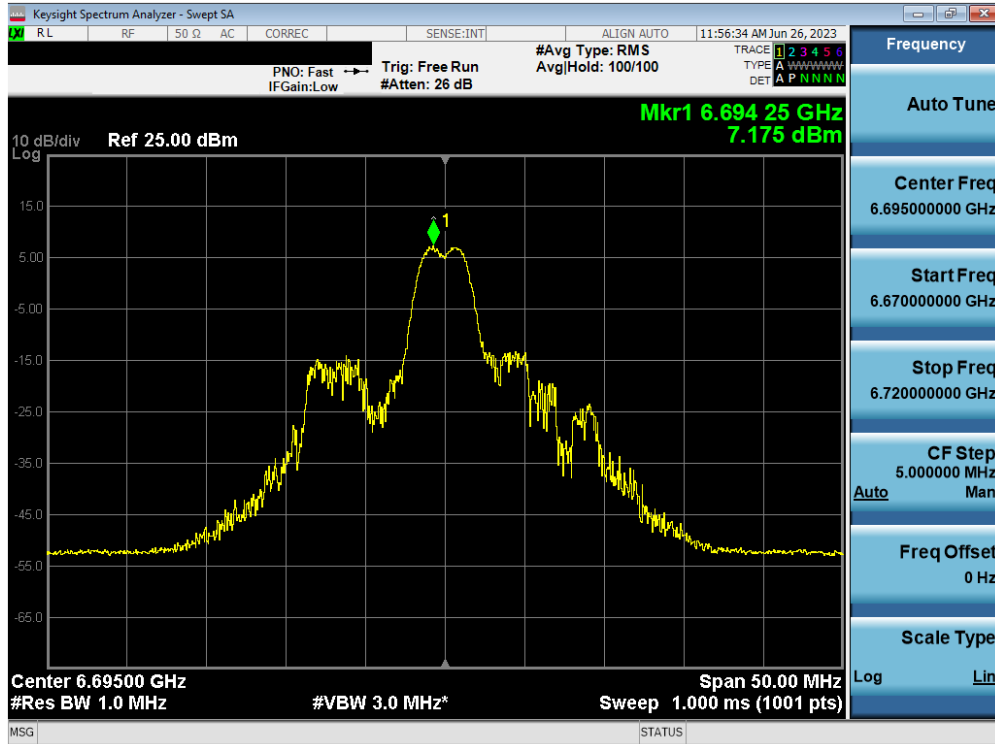 Keysight Spectrum Analyzer - Swept SA
LXI RL RF 50 Ω AC CORREC SENSE:INT ALIGN AUTO 11:56:34 AM Jun 26, 2023
PNO: Fast
IFGain:Low
Trig: Free Run
#Atten: 26 dB
#Avg Type: RMS
Avg|Hold: 100/100
TRACE 1 2 3 4 5 6
TYPE A WWWWW
DET A P N N N N
Mkr1 6.694 25 GHz
7.175 dBm
10 dB/div Ref 25.00 dBm
Log
1
15.0
5.00
-5.00
-15.0
-25.0
-35.0
-45.0
-55.0
-65.0
Center 6.69500 GHz Span 50.00 MHz
#Res BW 1.0 MHz #VBW 3.0 MHz* Sweep 1.000 ms (1001 pts)
MSG STATUS
Frequency
Auto Tune
Center Freq
6.695000000 GHz
Start Freq
6.670000000 GHz
Stop Freq
6.720000000 GHz
CF Step
5.000000 MHz
Auto Man
Freq Offset
0 Hz
Scale Type
Log Lin